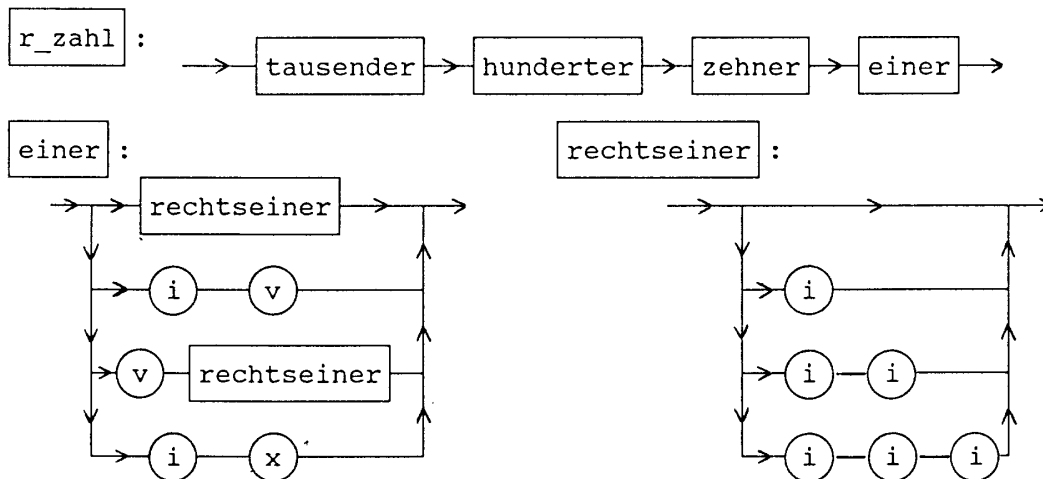 r_zahl :
tausender hunderter zehner einer
einer : rechtseiner :
rechtseiner
i v i
v rechtseiner i i
i x i i i